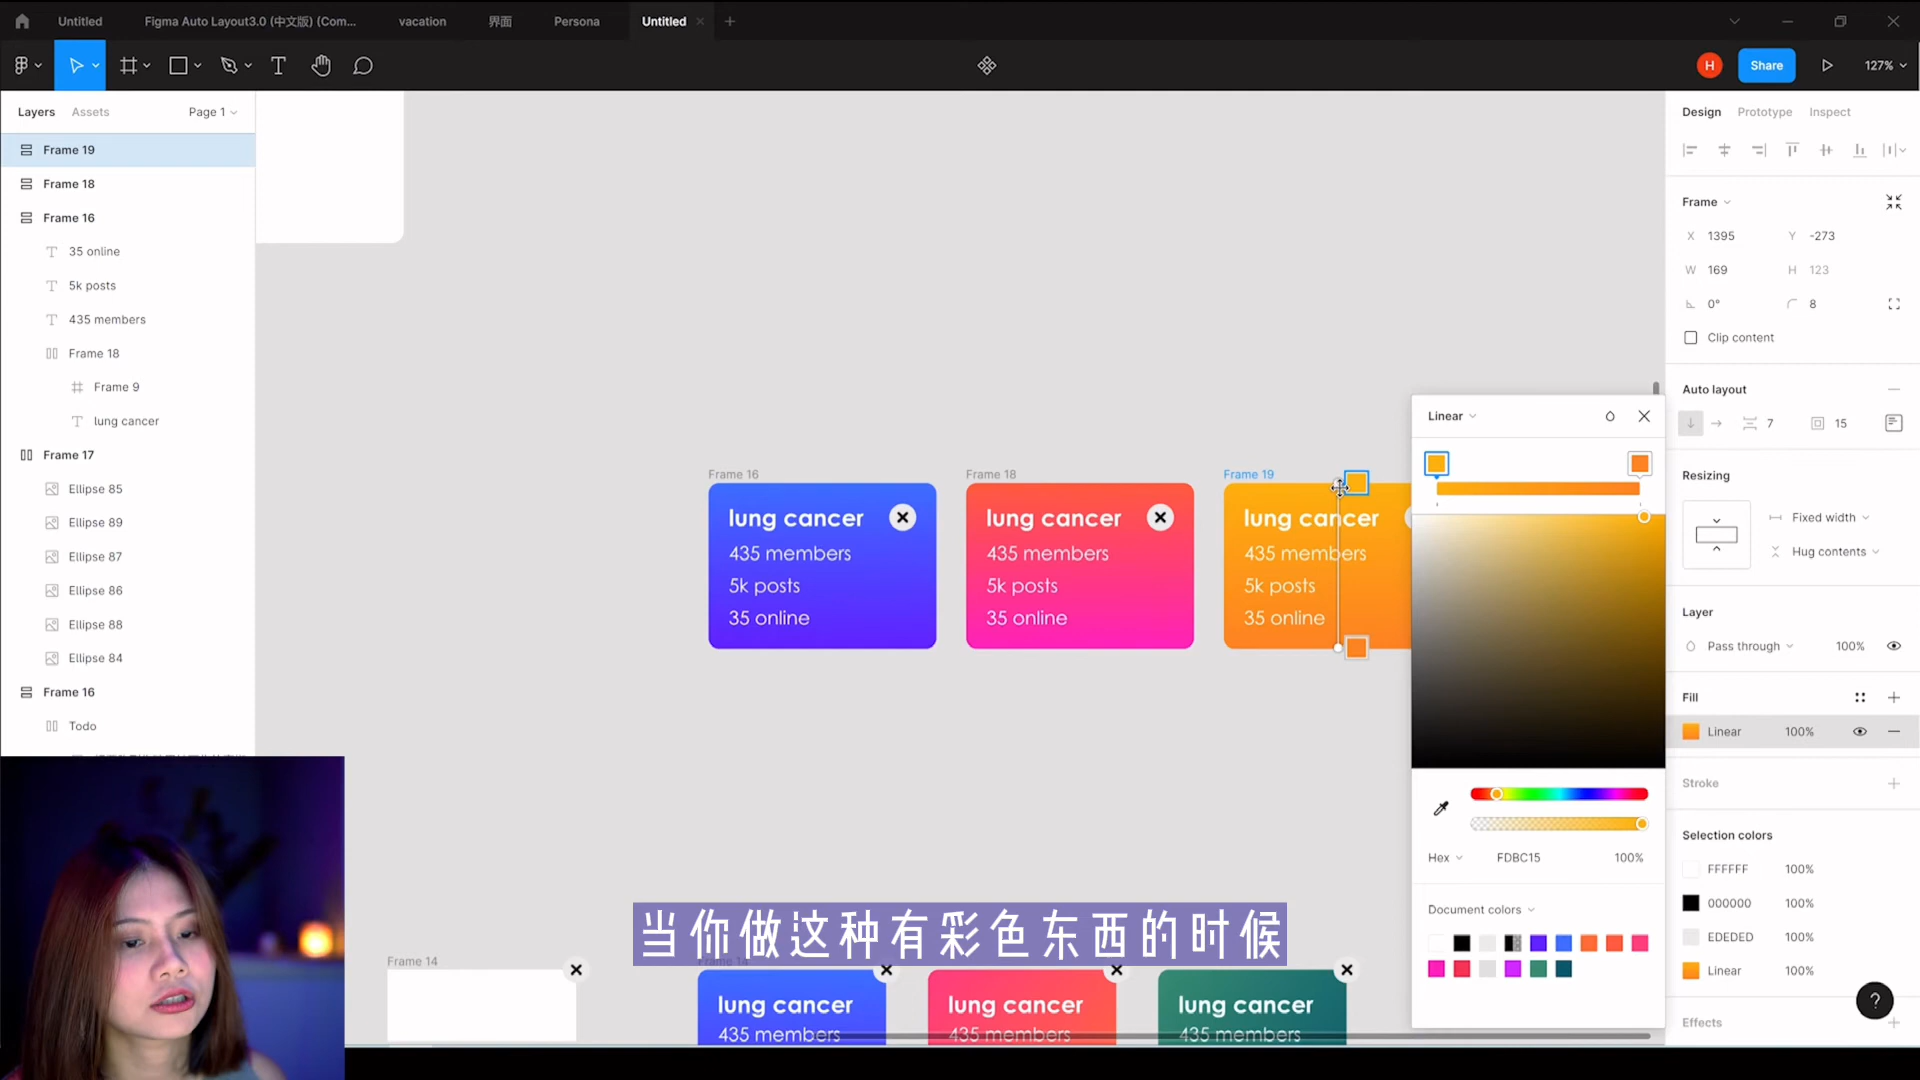 Untitled
Figma Auto Layout3.0 (中文版) (Com...
vacation
界面
Persona
Untitled
H
Share
127%
Layers
Assets
Page 1
Frame 19
Frame 18
Frame 16
35 online
5k posts
435 members
Frame 18
Frame 9
lung cancer
Frame 17
Ellipse 85
Ellipse 89
Ellipse 87
Ellipse 86
Ellipse 88
Ellipse 84
Frame 16
Todo
Frame 16
lung cancer
435 members
5k posts
35 online
Frame 18
lung cancer
435 members
5k posts
35 online
Frame 19
lung cancer
435 members
5k posts
35 online
当你做这种有彩色东西的时候
Frame 14
Frame 14
lung cancer
435 members
lung cancer
435 members
lung cancer
435 members
Linear
Hex
FDBC15
100%
Document colors
Design
Prototype
Inspect
Frame
X 1395
Y -273
W 169
H 123
0°
8
Clip content
Auto layout
7
15
Resizing
Fixed width
Hug contents
Layer
Pass through
100%
Fill
Linear
100%
Stroke
Selection colors
FFFFFF
100%
000000
100%
EDEDED
100%
Linear
100%
Effects
?